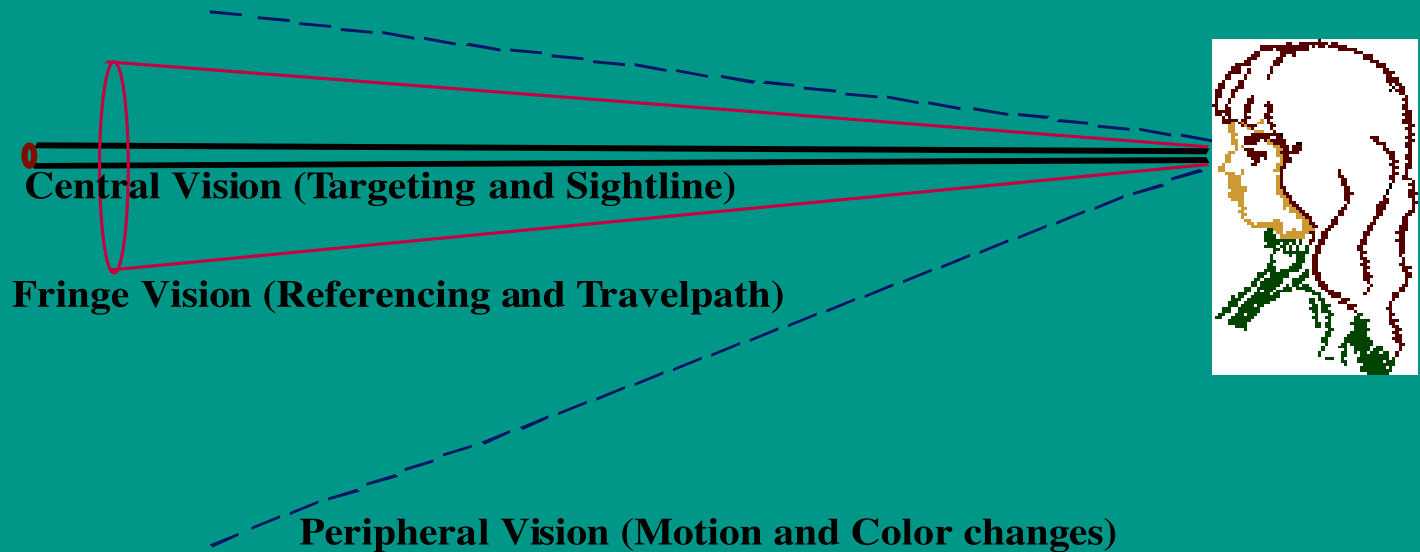 Central Vision (Targeting and Sightline)
Fringe Vision (Referencing and Travelpath)
Peripheral Vision (Motion and Color changes)